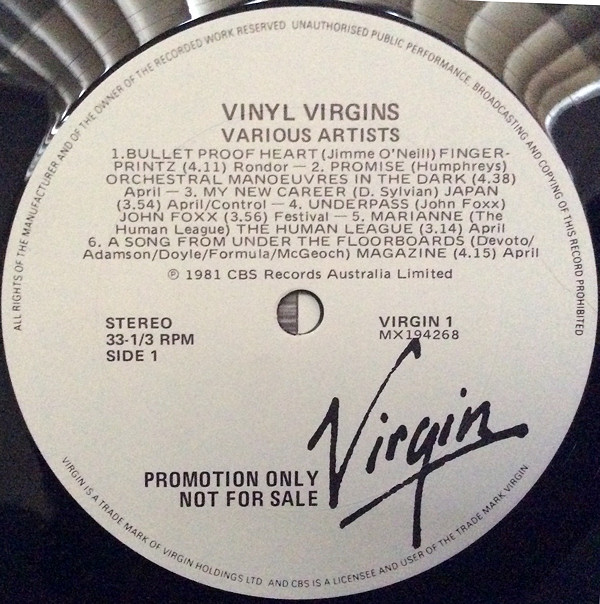 ALL RIGHTS OF THE MANUFACTURER AND OF THE OWNER OF THE RECORDED WORK RESERVED. UNAUTHORISED PUBLIC PERFORMANCE, BROADCASTING AND COPYING OF THIS RECORD PROHIBITED
VINYL VIRGINS
VARIOUS ARTISTS
1.BULLET PROOF HEART (Jimme O'Neill) FINGER-
PRINTZ (4.11) Rondor — 2. PROMISE (Humphreys)
ORCHESTRAL MANOEUVRES IN THE DARK (4.38)
April — 3. MY NEW CAREER (D. Sylvian) JAPAN
(3.54) April/Control — 4. UNDERPASS (John Foxx)
JOHN FOXX (3.56) Festival — 5. MARIANNE (The
Human League) THE HUMAN LEAGUE (3.14) April
6. A SONG FROM UNDER THE FLOORBOARDS (Devoto/
Adamson/Doyle/Formula/McGeoch) MAGAZINE (4.15) April
℗ 1981 CBS Records Australia Limited
STEREO
33-1/3 RPM
SIDE 1
VIRGIN 1
MX194268
Virgin
PROMOTION ONLY
NOT FOR SALE
VIRGIN IS A TRADE MARK OF VIRGIN HOLDINGS LTD AND CBS IS A LICENSEE AND USER OF THE TRADE MARK VIRGIN